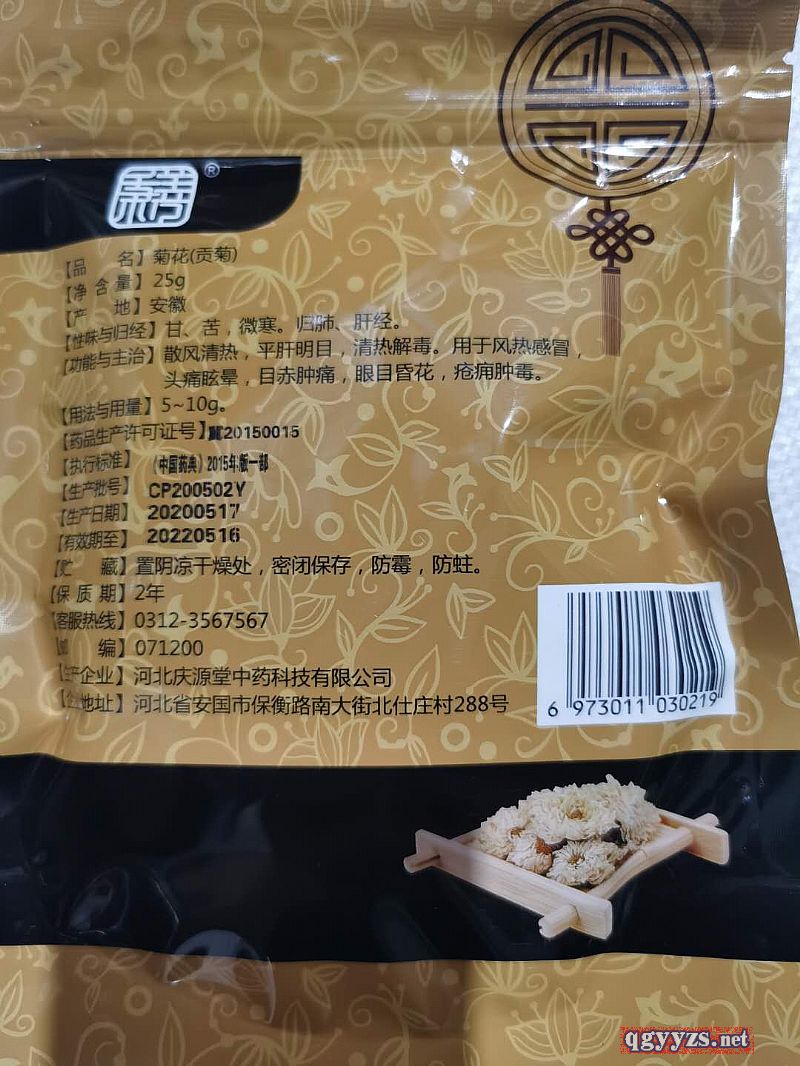 ®
【品 名】菊花(贡菊)
【净 含 量】25g
【产 地】安徽
【性味与归经】甘、苦，微寒。归肺、肝经。
【功能与主治】散风清热，平肝明目，清热解毒。用于风热感冒，
头痛眩晕，目赤肿痛，眼目昏花，疮痈肿毒。
【用法与用量】5~10g。
【药品生产许可证号】冀20150015
【执行标准】《中国药典》2015年版一部
【生产批号】CP200502Y
【生产日期】20200517
【有效期至】20220516
【贮 藏】置阴凉干燥处，密闭保存，防霉，防蛀。
【保 质 期】2年
【客服热线】0312-3567567
【邮 编】071200
【生产企业】河北庆源堂中药科技有限公司
【企业地址】河北省安国市保衡路南大街北仕庄村288号
6 973011 030219
qgyyzs.net